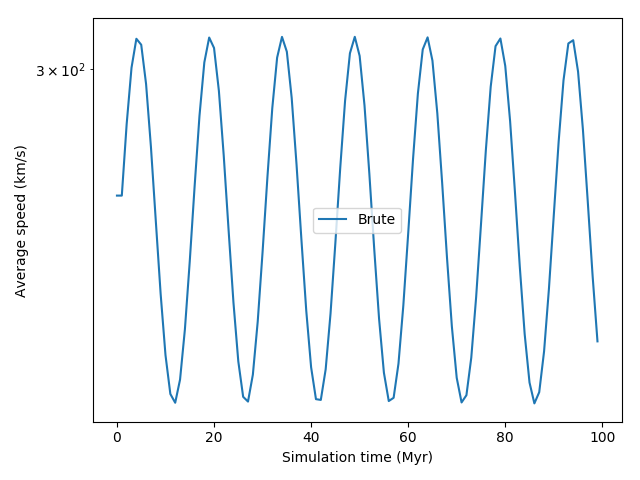 Average speed (km/s)
3 × 10²
Brute
0 20 40 60 80 100
Simulation time (Myr)